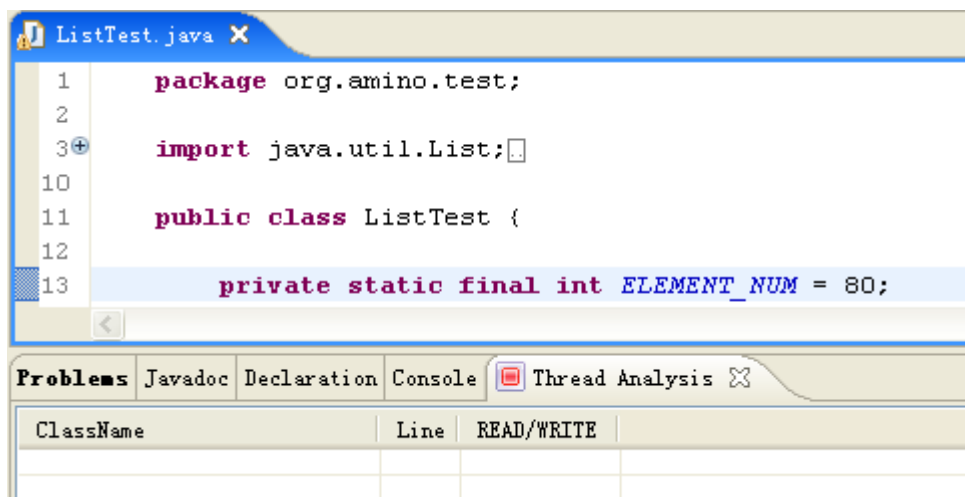 ListTest.java
1 package org.amino.test;
2
3 import java.util.List;
10
11 public class ListTest {
12
13 private static final int ELEMENT_NUM = 80;
Problems Javadoc Declaration Console Thread Analysis
ClassName Line READ/WRITE